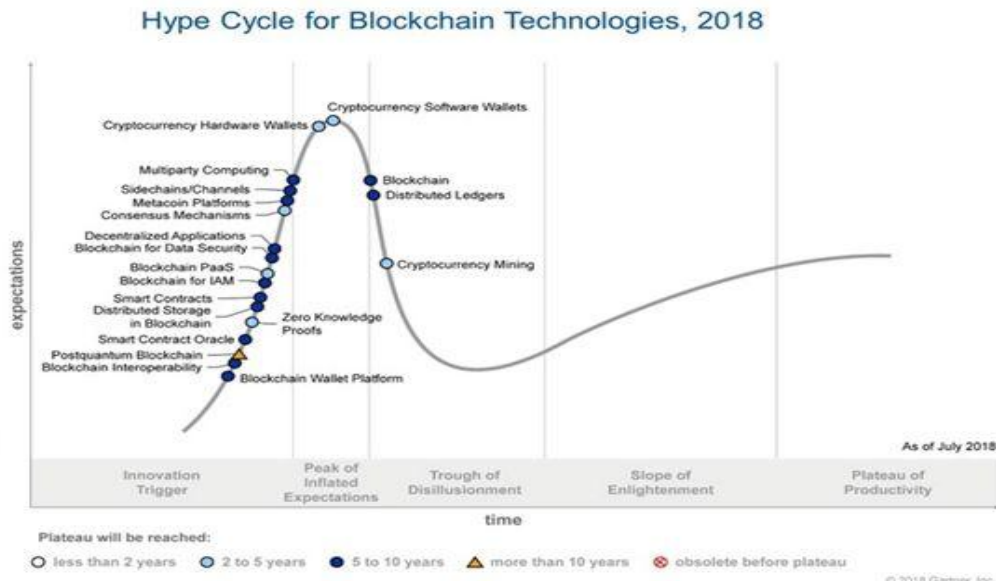 Hype Cycle for Blockchain Technologies, 2018
Cryptocurrency Software Wallets
Cryptocurrency Hardware Wallets
Multiparty Computing
Sidechains/Channels
Metacoin Platforms
Consensus Mechanisms
Decentralized Applications
Blockchain for Data Security
Blockchain PaaS
Blockchain for IAM
Smart Contracts
Distributed Storage
in Blockchain
Zero Knowledge
Proofs
Smart Contract Oracle
Postquantum Blockchain
Blockchain Interoperability
Blockchain Wallet Platform
Blockchain
Distributed Ledgers
Cryptocurrency Mining
expectations
As of July 2018
Innovation
Trigger
Peak of
Inflated
Expectations
Trough of
Disillusionment
Slope of
Enlightenment
Plateau of
Productivity
time
Plateau will be reached:
less than 2 years
2 to 5 years
5 to 10 years
more than 10 years
obsolete before plateau
© 2018 Gartner, Inc.